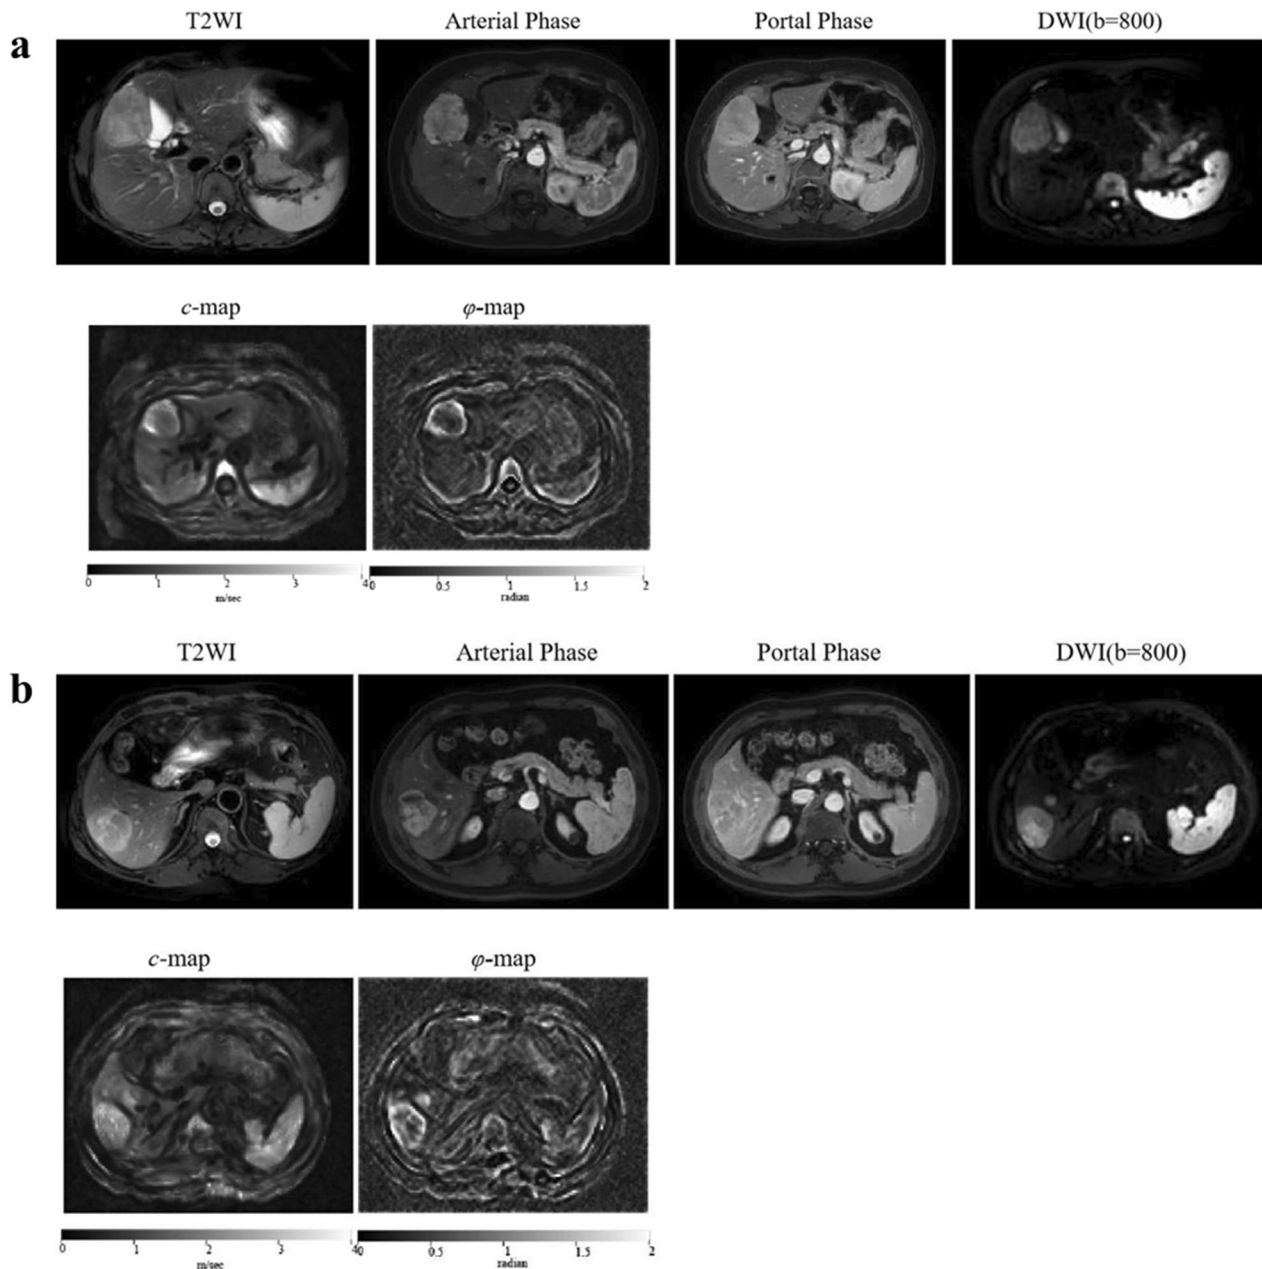 a
T2WI Arterial Phase Portal Phase DWI(b=800)
c-map φ-map
0 1 2 3 4
m/sec
0 0.5 1 1.5 2
radian
b
T2WI Arterial Phase Portal Phase DWI(b=800)
c-map φ-map
0 1 2 3 4
m/sec
0 0.5 1 1.5 2
radian